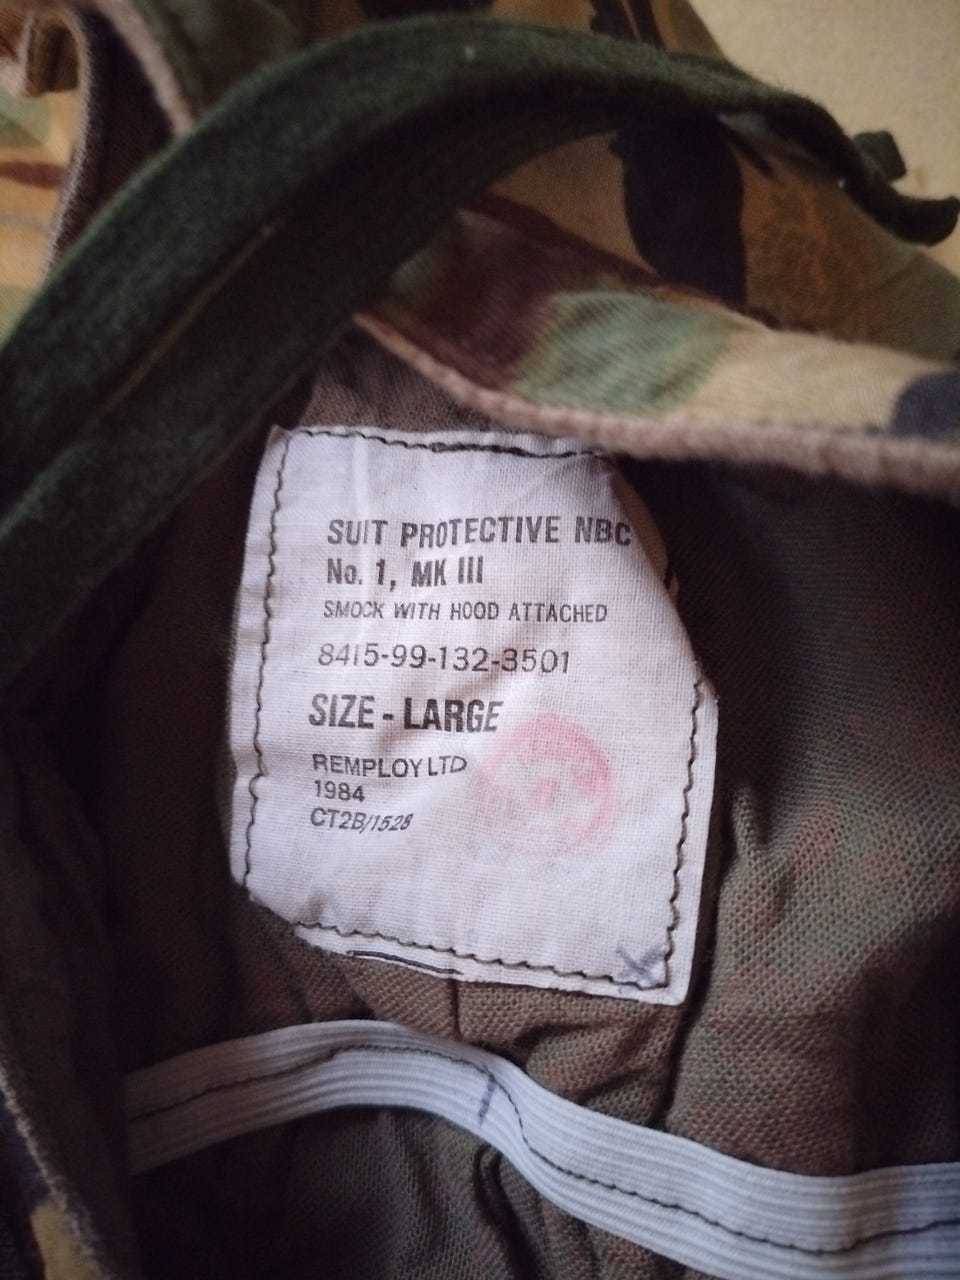 SUIT PROTECTIVE NBC
No. 1, MK III
SMOCK WITH HOOD ATTACHED
8415-99-132-3501
SIZE - LARGE
REMPLOY LTD
1984
CT2B/1528